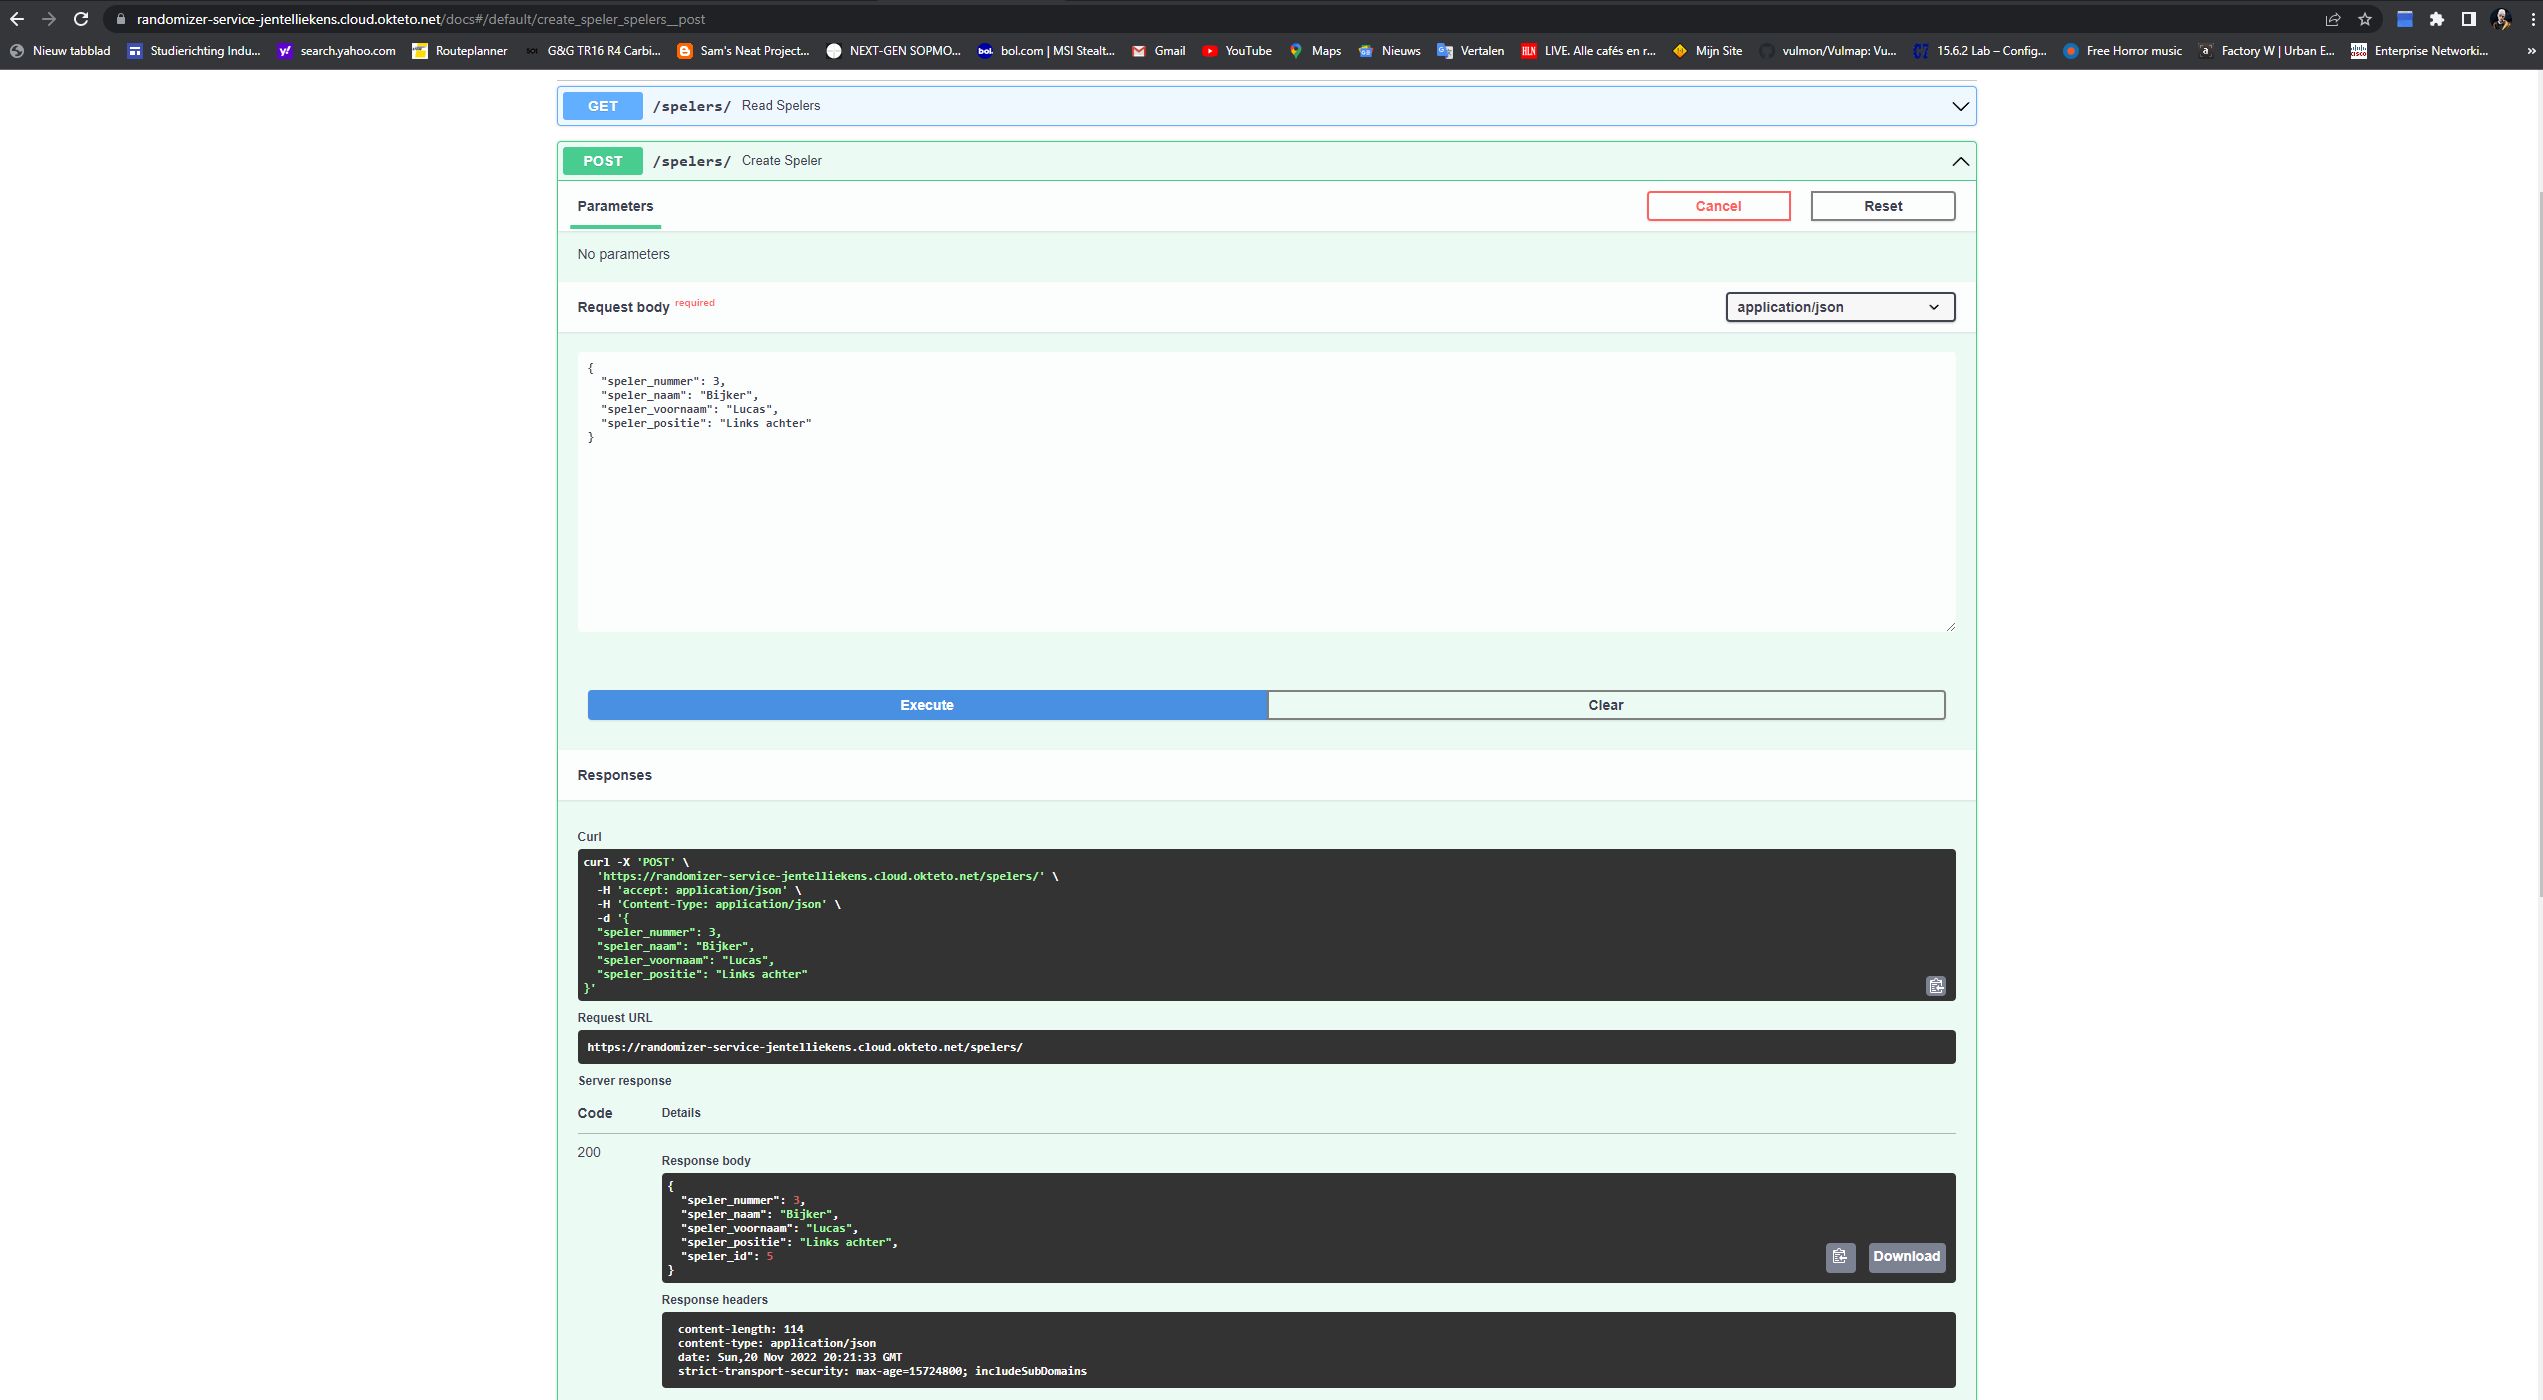 randomizer-service-jentelliekens.cloud.okteto.net/docs#/default/create_speler_spelers__post
Nieuw tabblad Studierichting Indu... search.yahoo.com Routeplanner G&G TR16 R4 Carbi... Sam's Neat Project... NEXT-GEN SOPMO... bol.com | MSI Stealt... Gmail YouTube Maps Nieuws Vertalen LIVE. Alle cafés en r... Mijn Site vulmon/Vulmap: Vu... 15.6.2 Lab – Config... Free Horror music Factory W | Urban E... Enterprise Networki... »
GET /spelers/ Read Spelers
POST /spelers/ Create Speler
Parameters Cancel Reset
No parameters
Request body required application/json
{
"speler_nummer": 3,
"speler_naam": "Bijker",
"speler_voornaam": "Lucas",
"speler_positie": "Links achter"
}
Execute Clear
Responses
Curl
curl -X 'POST' \
'https://randomizer-service-jentelliekens.cloud.okteto.net/spelers/' \
-H 'accept: application/json' \
-H 'Content-Type: application/json' \
-d '{
"speler_nummer": 3,
"speler_naam": "Bijker",
"speler_voornaam": "Lucas",
"speler_positie": "Links achter"
}'
Request URL
https://randomizer-service-jentelliekens.cloud.okteto.net/spelers/
Server response
Code Details
200
Response body
{
"speler_nummer": 3,
"speler_naam": "Bijker",
"speler_voornaam": "Lucas",
"speler_positie": "Links achter",
"speler_id": 5
}
Download
Response headers
content-length: 114
content-type: application/json
date: Sun,20 Nov 2022 20:21:33 GMT
strict-transport-security: max-age=15724800; includeSubDomains